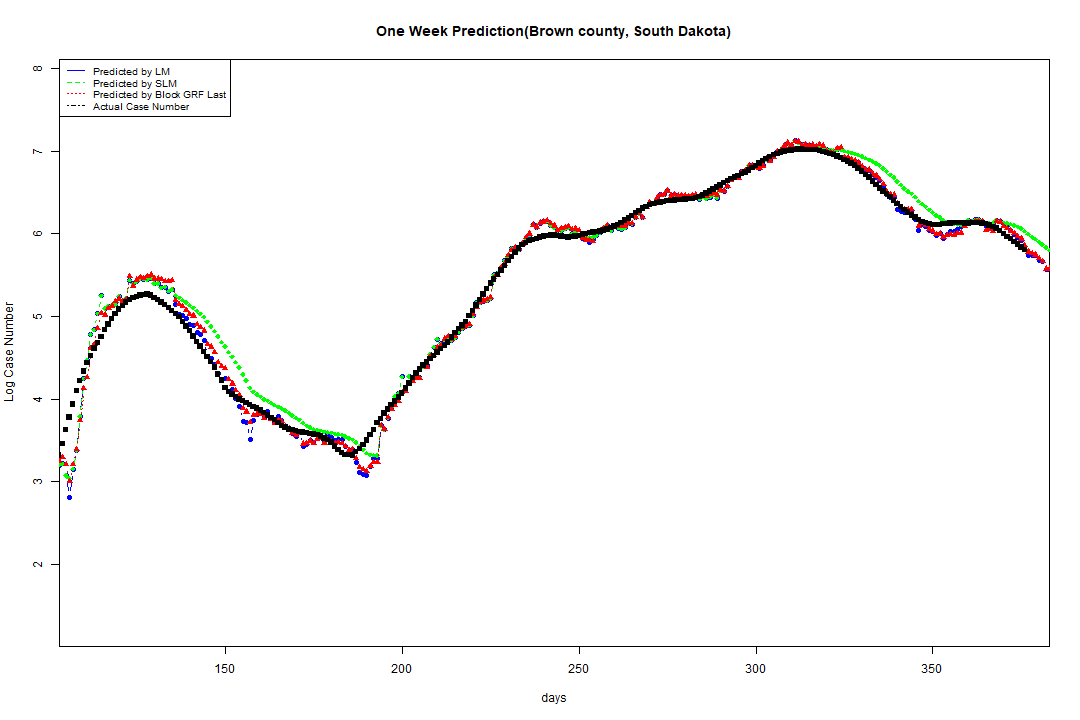 One Week Prediction(Brown county, South Dakota)
Predicted by LM
Predicted by SLM
Predicted by Block GRF Last
Actual Case Number
8
7
6
5
4
3
2
Log Case Number
150
200
250
300
350
days